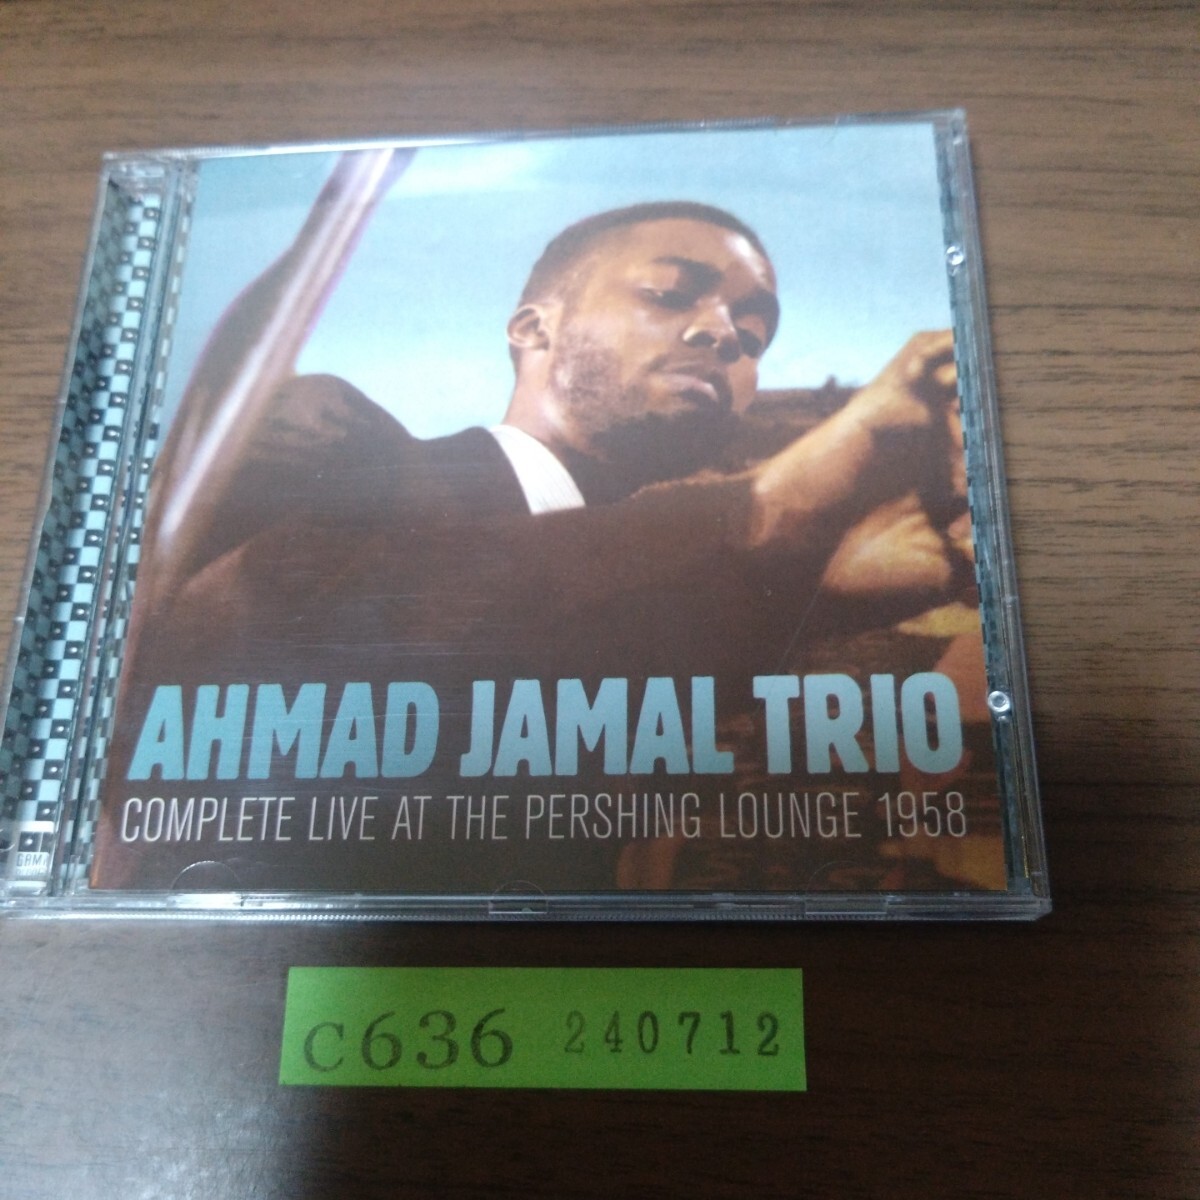 AHMAD JAMAL TRIO
COMPLETE LIVE AT THE PERSHING LOUNGE 1958
C636 240712